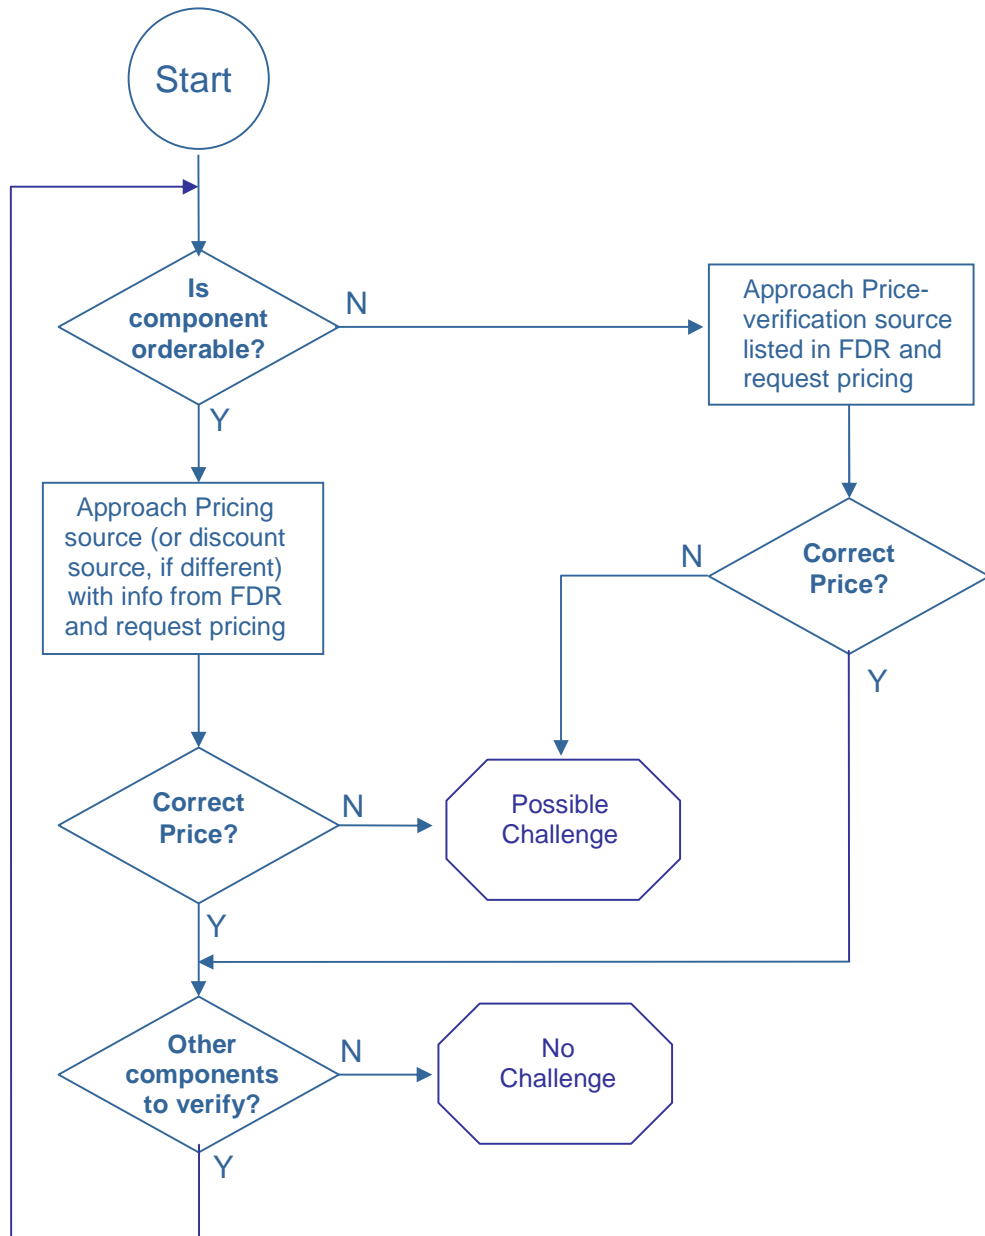 Start
Is
component
orderable?
N
Y
Approach Price-
verification source
listed in FDR and
request pricing
Approach Pricing
source (or discount
source, if different)
with info from FDR
and request pricing
N
Correct
Price?
Y
Correct
Price?
N
Y
Possible
Challenge
Other
components
to verify?
N
Y
No
Challenge